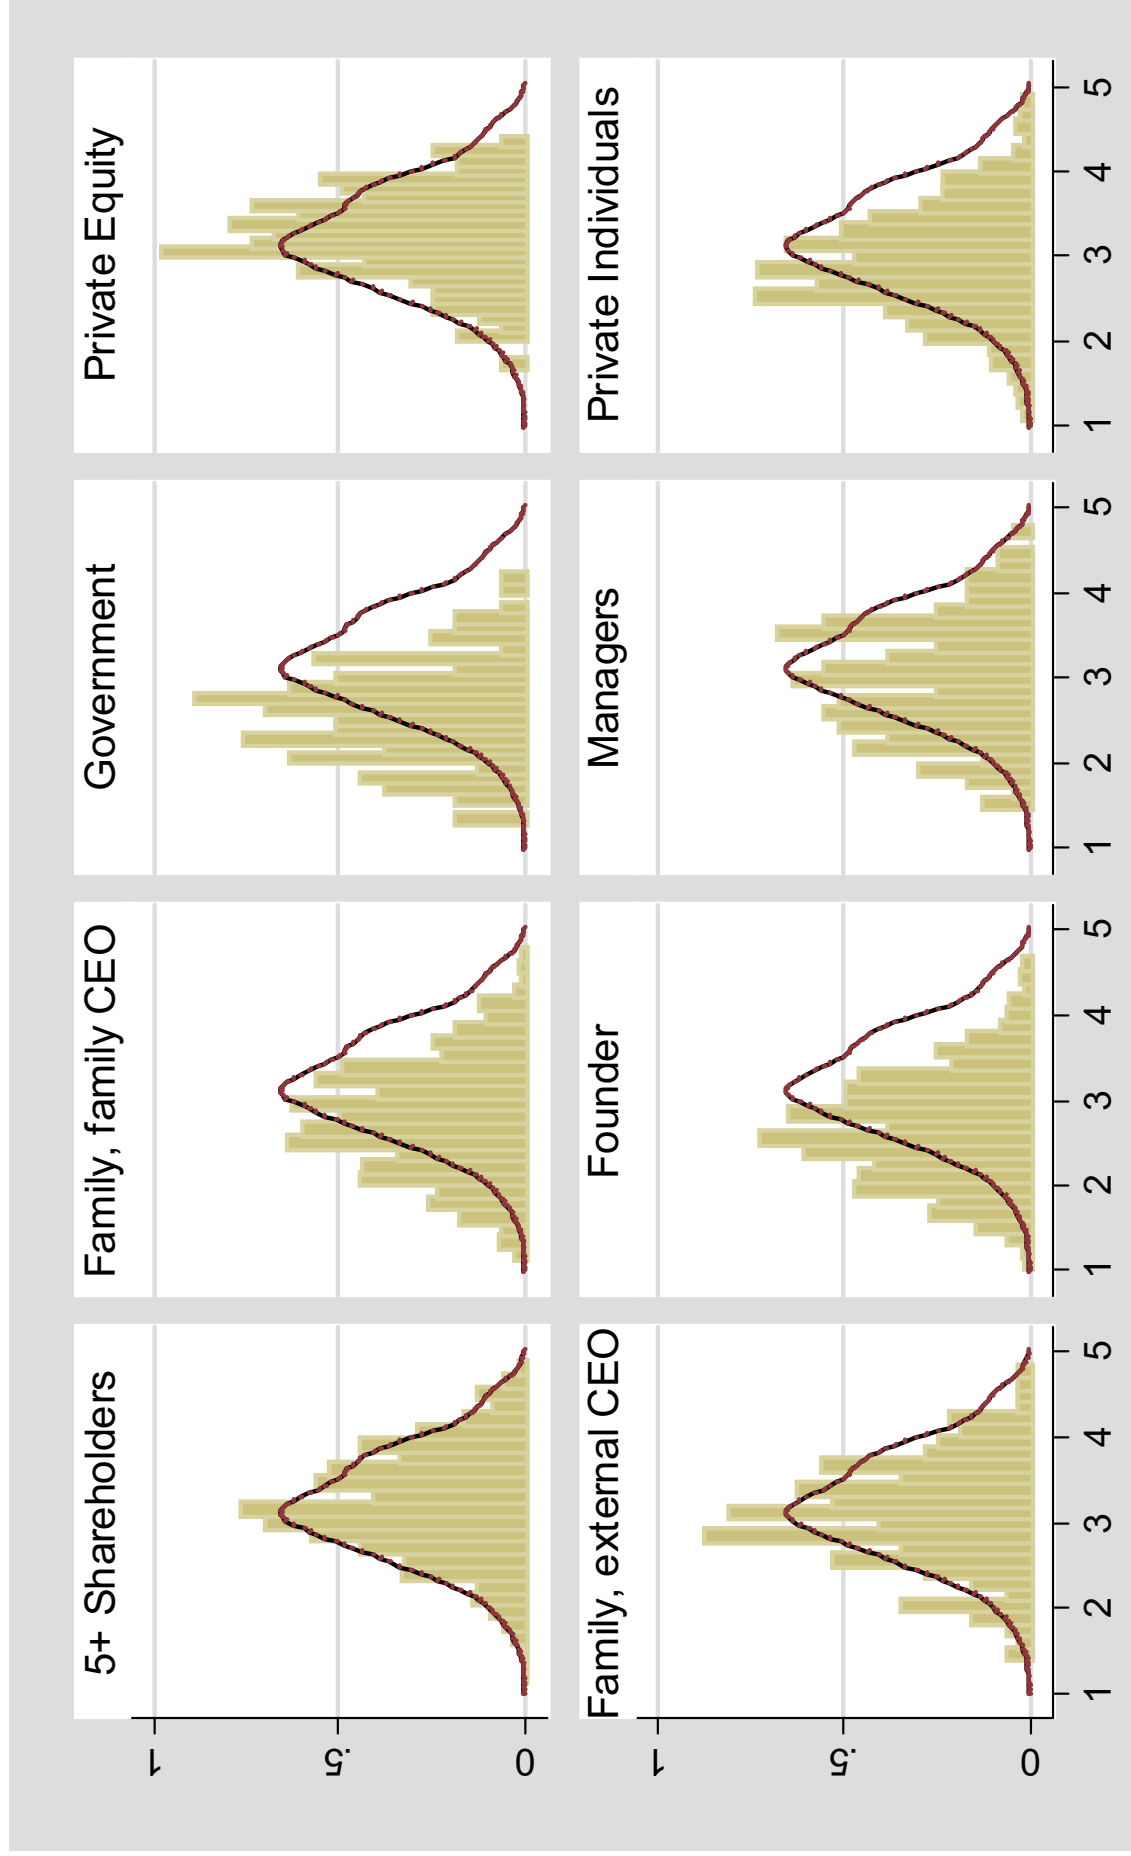 5+ Shareholders
Family, family CEO
Government
Private Equity
0 .5 1
Family, external CEO
Founder
Managers
Private Individuals
0 .5 1
1 2 3 4 5
1 2 3 4 5
1 2 3 4 5
1 2 3 4 5